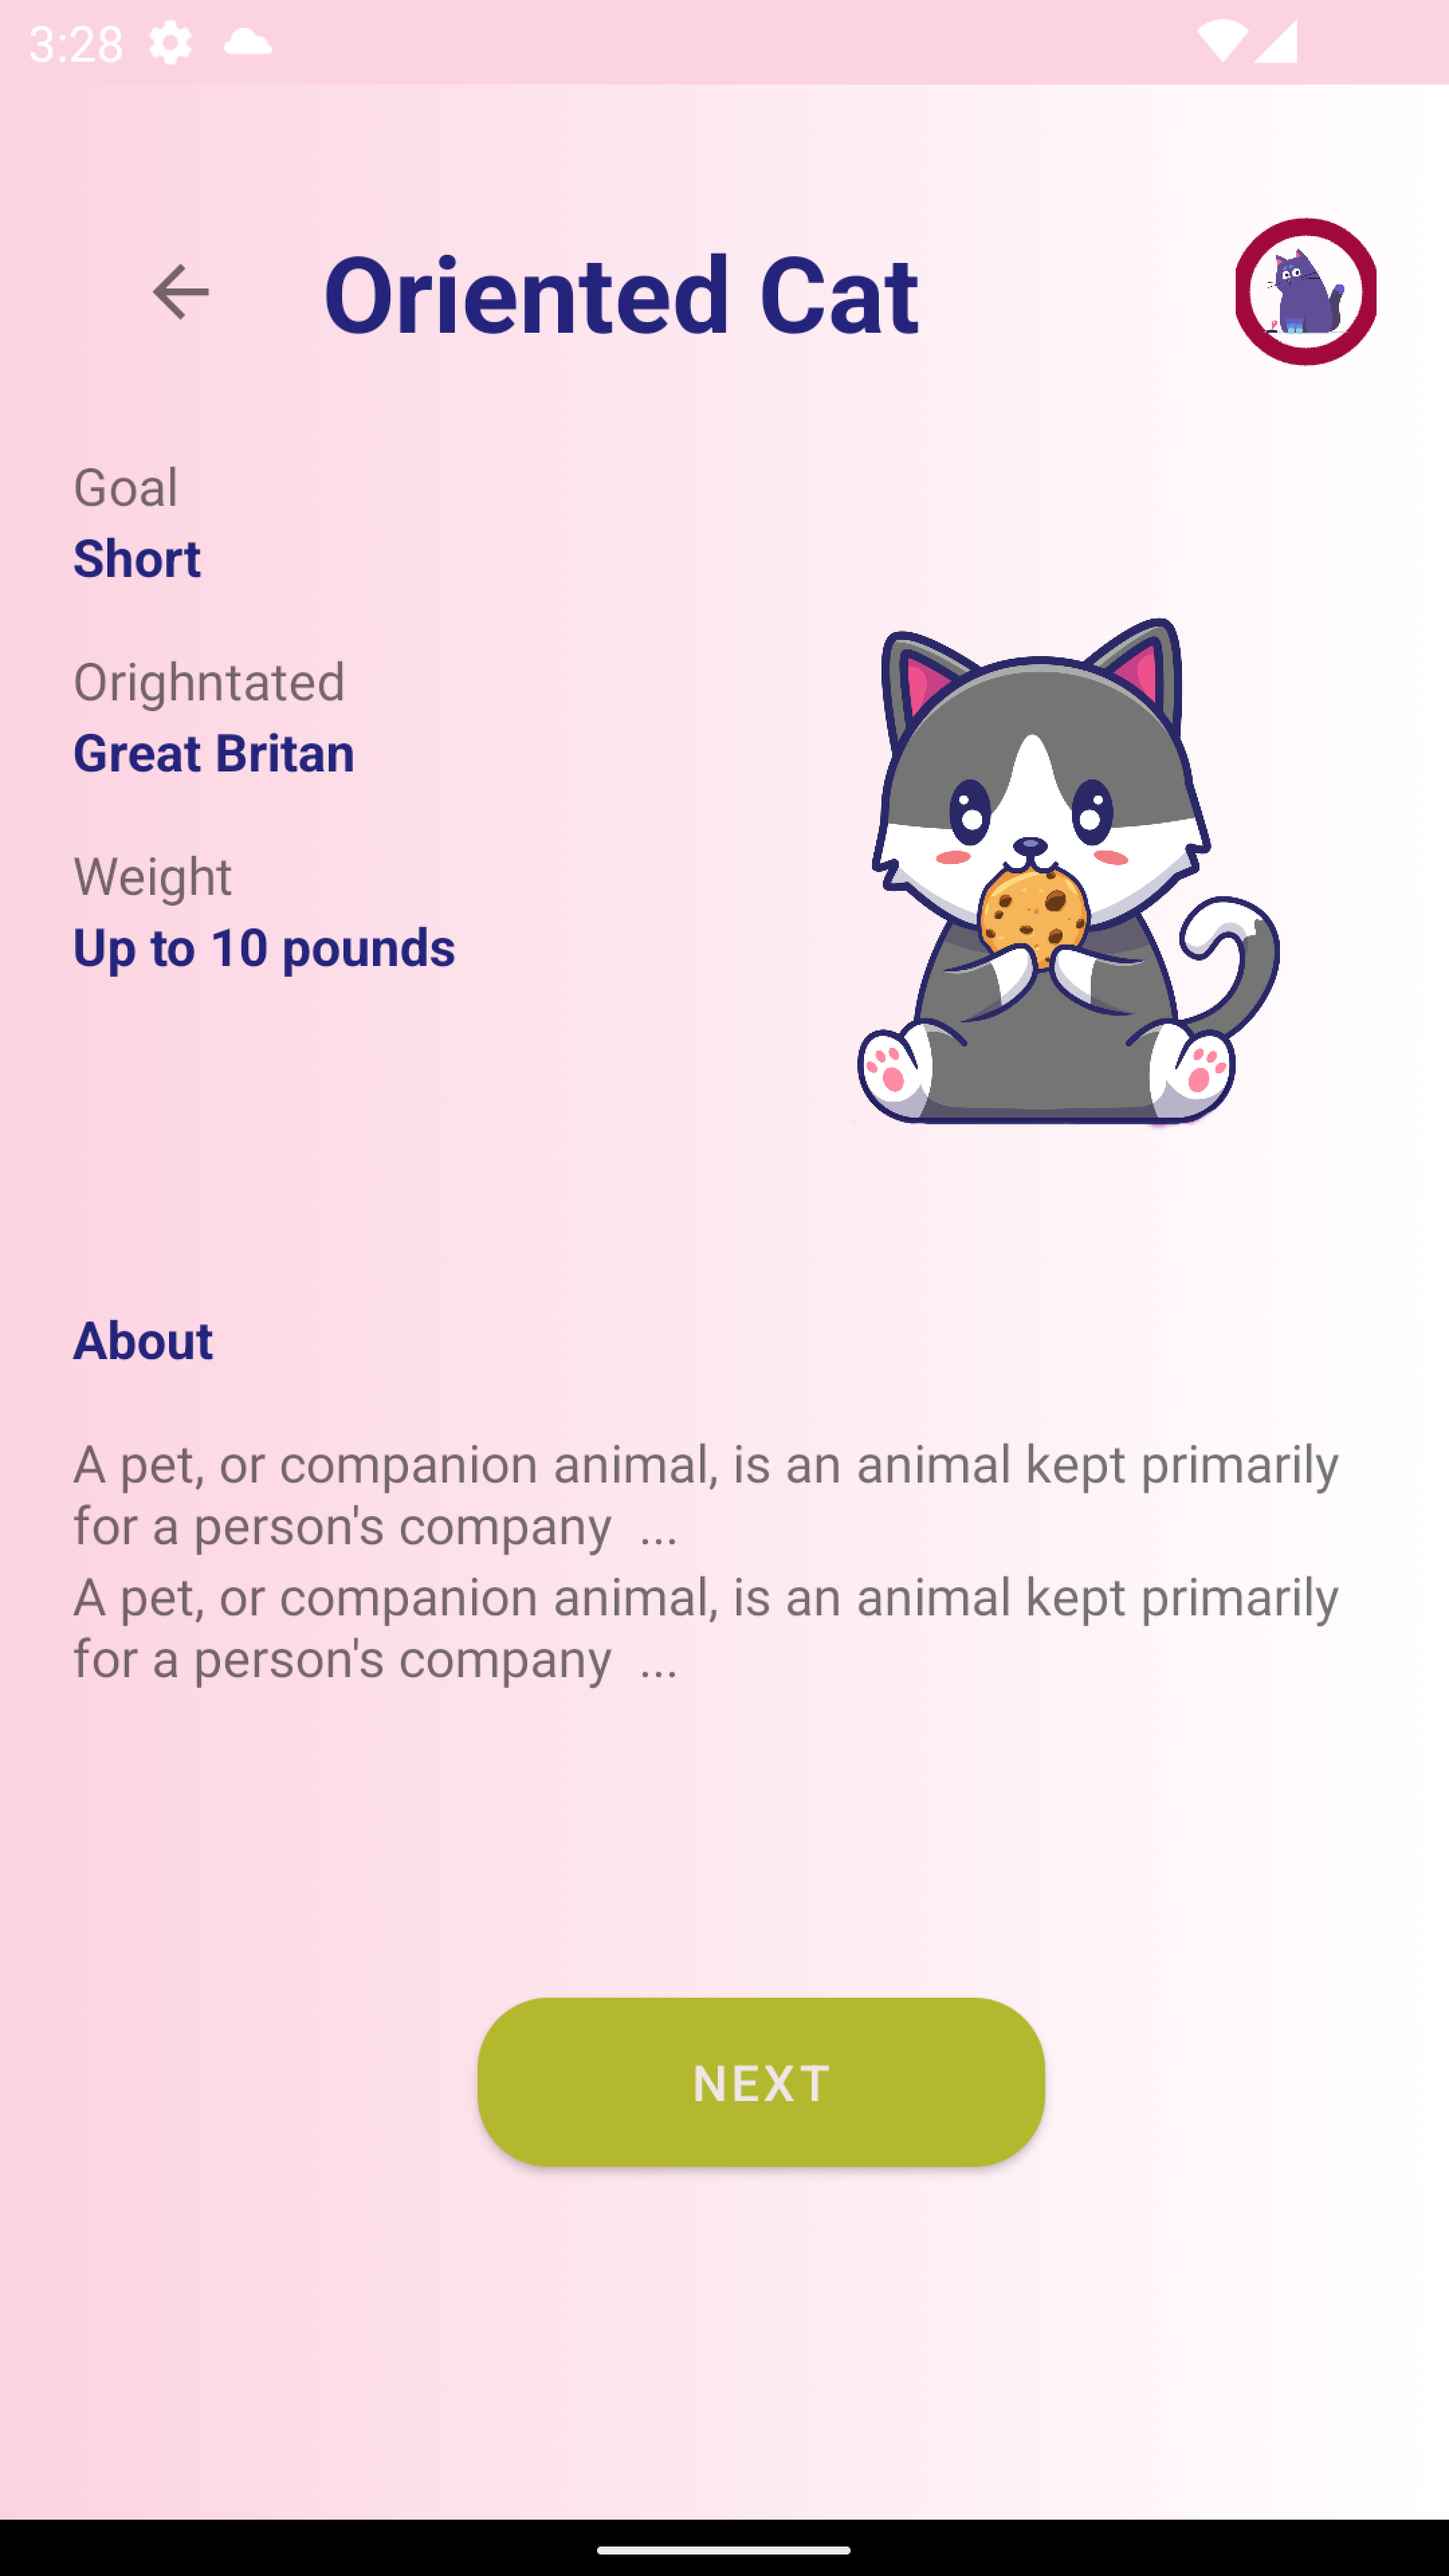 3:28
Oriented Cat
Goal
Short
Orighntated
Great Britan
Weight
Up to 10 pounds
About
A pet, or companion animal, is an animal kept primarily
for a person's company ...
A pet, or companion animal, is an animal kept primarily
for a person's company ...
NEXT